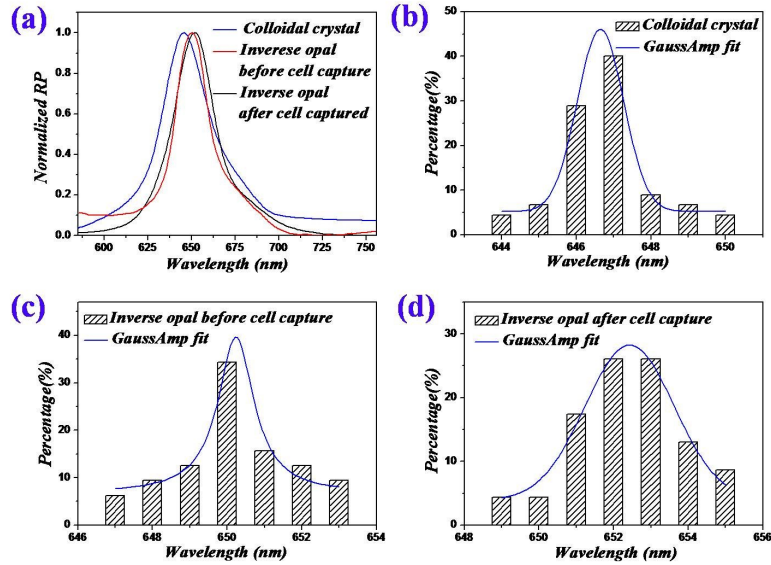 (a)
Colloidal crystal
Inverese opal
before cell capture
Inverse opal
after cell captured
1.0
0.8
0.6
0.4
0.2
0.0
Normalized RP
600 625 650 675 700 725 750
Wavelength (nm)
(b)
Colloidal crystal
GaussAmp fit
50
40
30
20
10
0
Percentage(%)
644 646 648 650
Wavelength (nm)
(c)
Inverse opal before cell capture
GaussAmp fit
40
30
20
10
0
Percentage(%)
646 648 650 652 654
Wavelength (nm)
(d)
Inverse opal after cell capture
GaussAmp fit
30
20
10
0
Percentage(%)
648 650 652 654 656
Wavelength (nm)